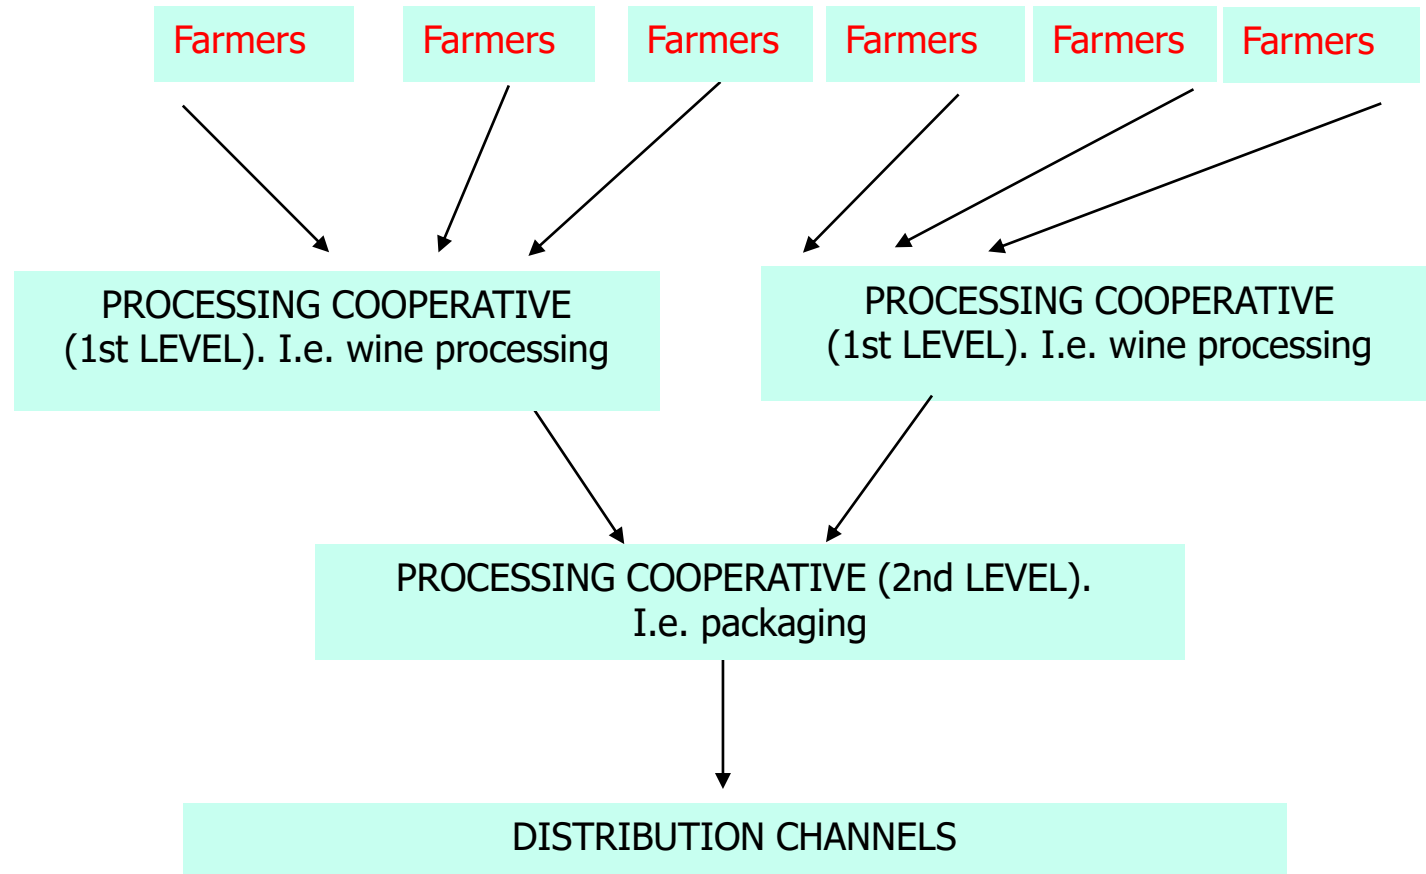 Farmers
Farmers
Farmers
Farmers
Farmers
Farmers
PROCESSING COOPERATIVE
(1st LEVEL). I.e. wine processing
PROCESSING COOPERATIVE
(1st LEVEL). I.e. wine processing
PROCESSING COOPERATIVE (2nd LEVEL).
I.e. packaging
DISTRIBUTION CHANNELS